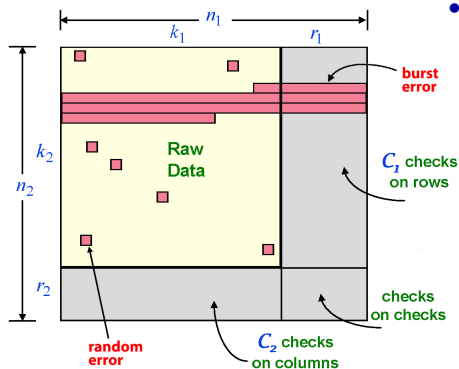 n₁
k₁
r₁
burst
error
k₂
n₂
Raw
Data
C₁ checks
on rows
r₂
checks
on checks
C₂ checks
on columns
random
error